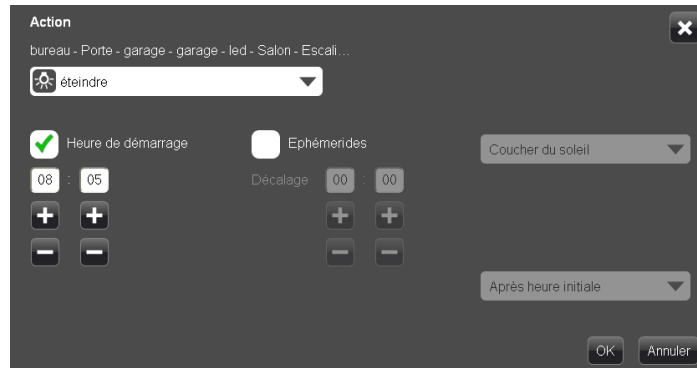 Action
bureau - Porte - garage - garage - led - Salon - Escali...
éteindre
Heure de démarrage
Ephémerides
Coucher du soleil
08 : 05
Décalage 00 : 00
Après heure initiale
OK Annuler